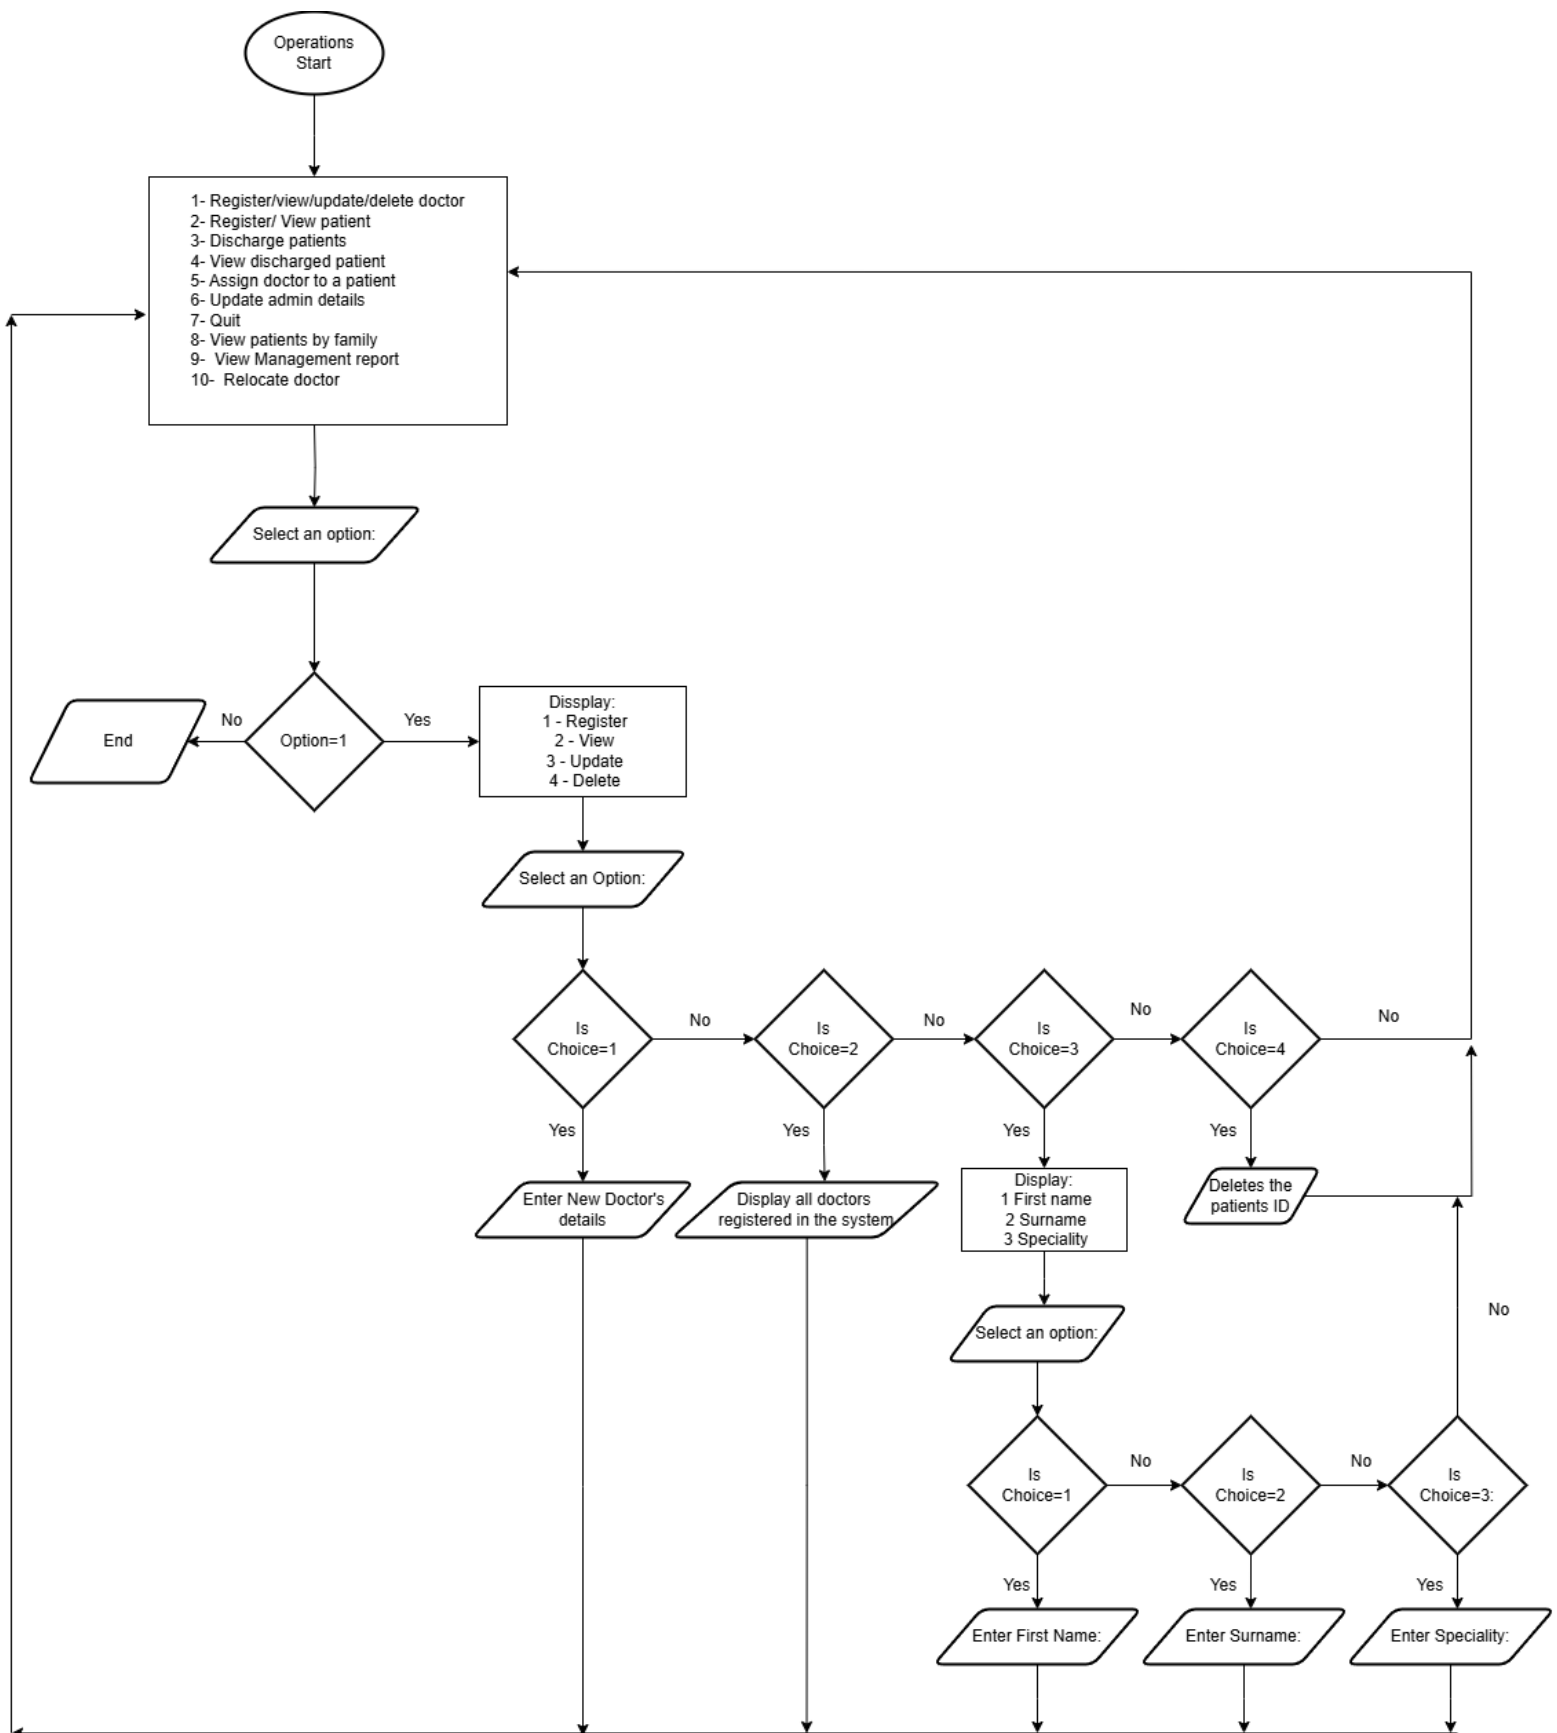 Operations
Start
1- Register/view/update/delete doctor
2- Register/ View patient
3- Discharge patients
4- View discharged patient
5- Assign doctor to a patient
6- Update admin details
7- Quit
8- View patients by family
9-  View Management report
10-  Relocate doctor
Select an option:
End
No
Option=1
Yes
Dissplay:
1 - Register
2 - View
3 - Update
4 - Delete
Select an Option:
Is
Choice=1
No
Is
Choice=2
No
Is
Choice=3
No
Is
Choice=4
No
Yes
Yes
Yes
Yes
Enter New Doctor's
details
Display all doctors
registered in the system
Display:
1 First name
2 Surname
3 Speciality
Deletes the
patients ID
Select an option:
No
Is
Choice=1
No
Is
Choice=2
No
Is
Choice=3:
Yes
Yes
Yes
Enter First Name:
Enter Surname:
Enter Speciality: